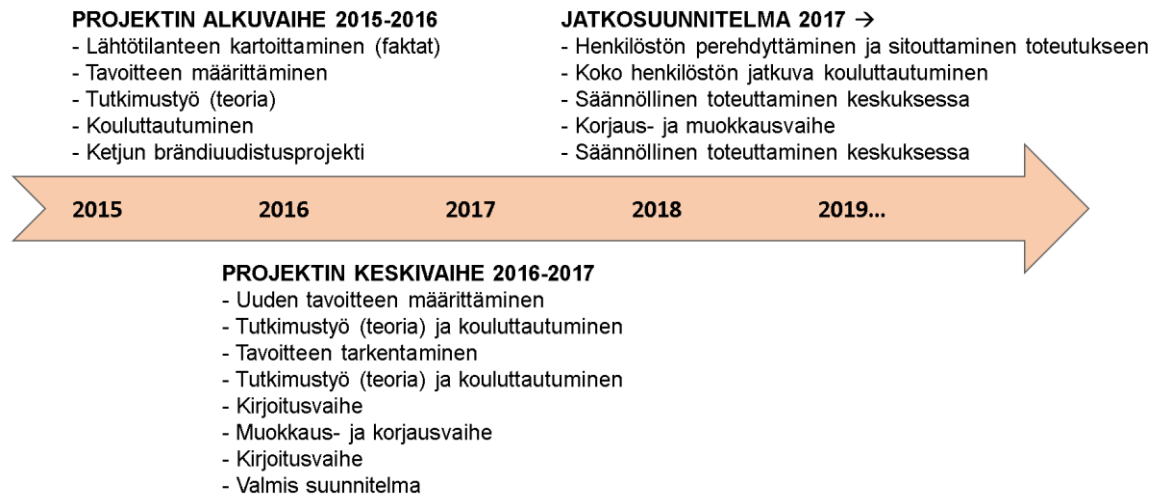 PROJEKTIN ALKUVAIHE 2015-2016
- Lähtötilanteen kartoittaminen (faktat)
- Tavoitteen määrittäminen
- Tutkimustyö (teoria)
- Kouluttautuminen
- Ketjun brändiuudistusprojekti
JATKOSUUNNITELMA 2017 →
- Henkilöstön perehdyttäminen ja sitouttaminen toteutukseen
- Koko henkilöstön jatkuva kouluttautuminen
- Säännöllinen toteuttaminen keskuksessa
- Korjaus- ja muokkausvaihe
- Säännöllinen toteuttaminen keskuksessa
2015 2016 2017 2018 2019...
PROJEKTIN KESKIVAIHE 2016-2017
- Uuden tavoitteen määrittäminen
- Tutkimustyö (teoria) ja kouluttautuminen
- Tavoitteen tarkentaminen
- Tutkimustyö (teoria) ja kouluttautuminen
- Kirjoitusvaihe
- Muokkaus- ja korjausvaihe
- Kirjoitusvaihe
- Valmis suunnitelma